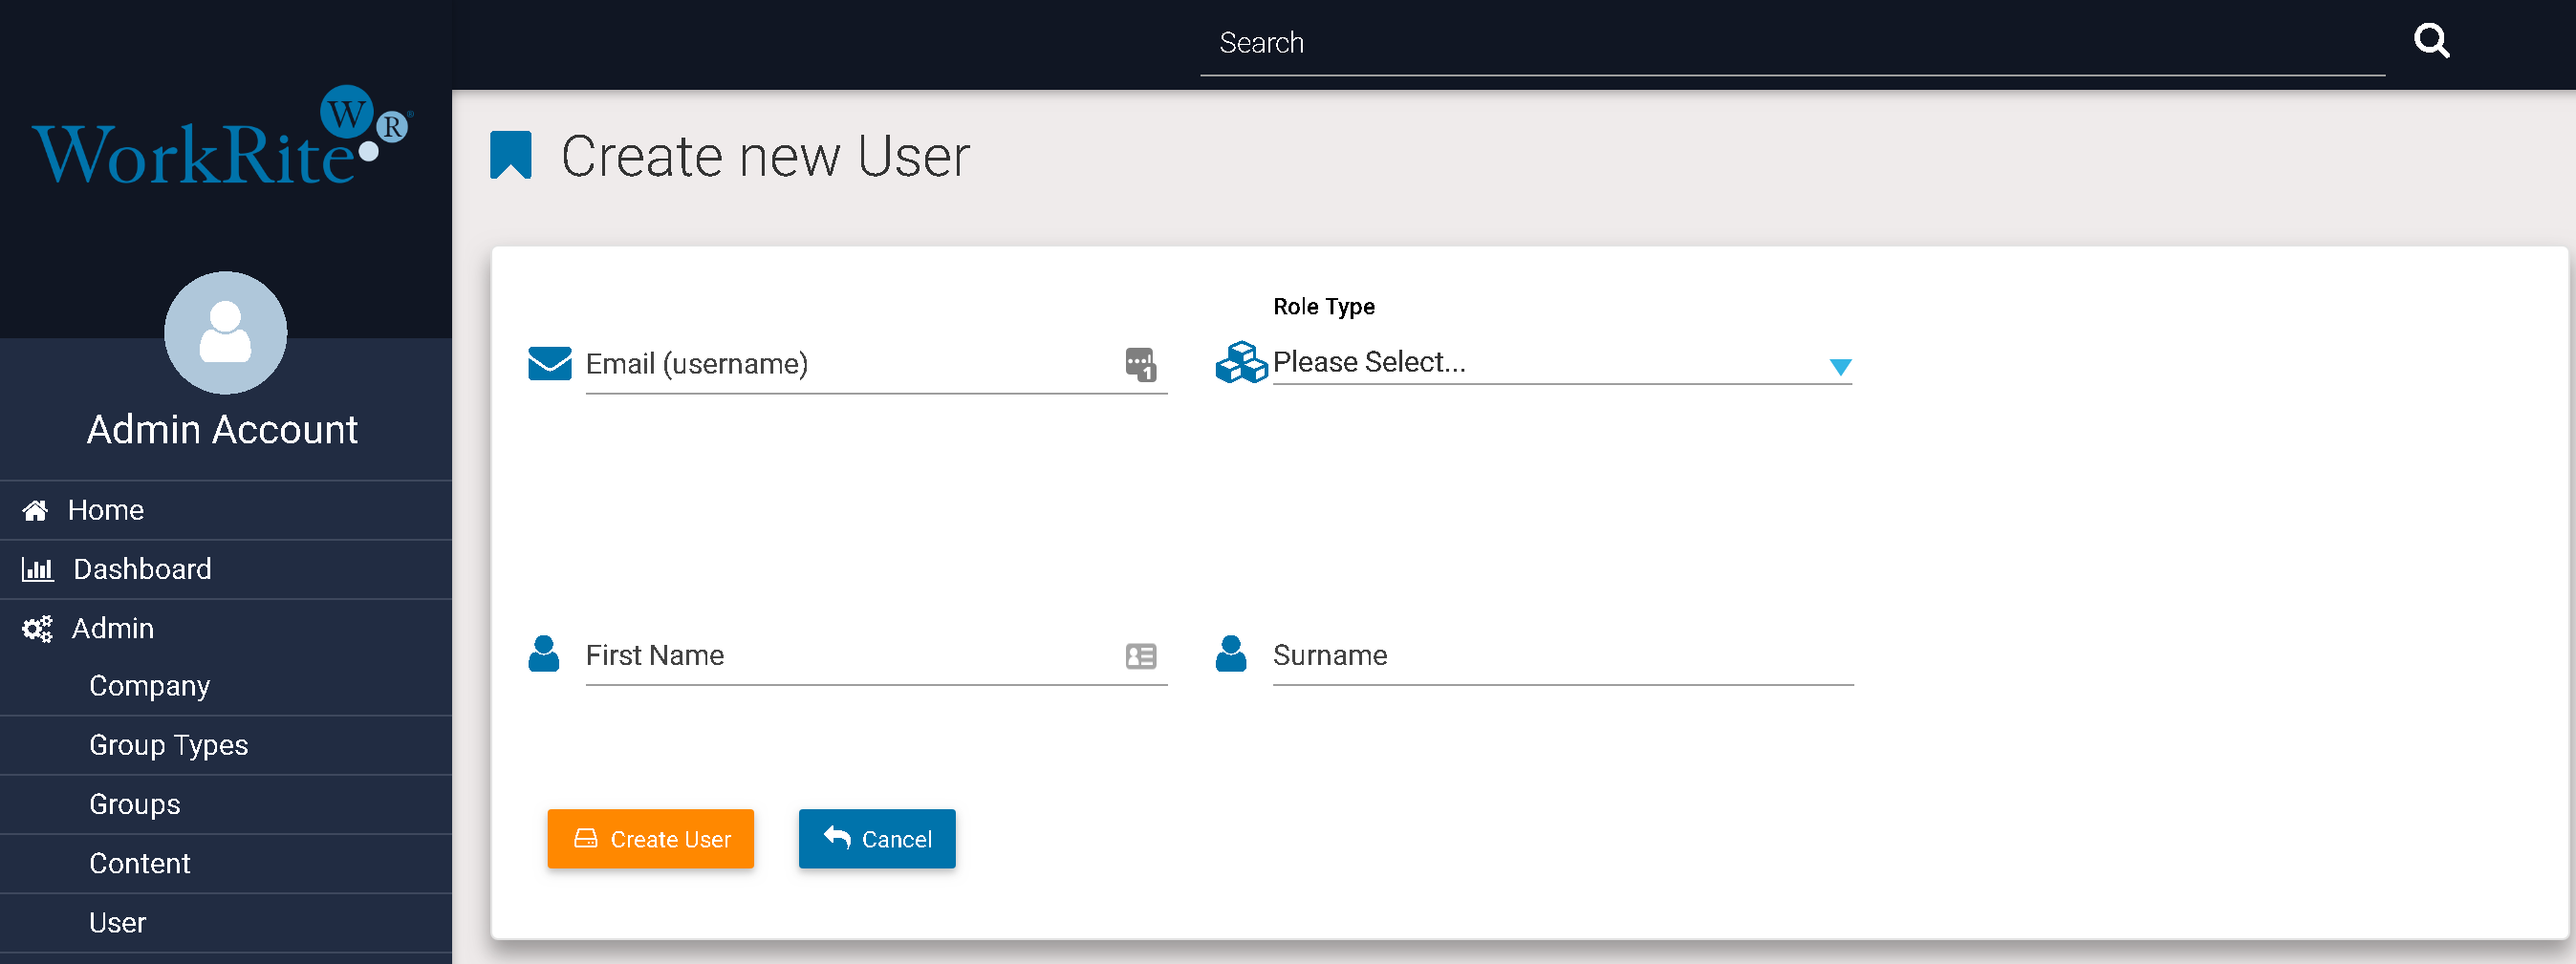 Search
W
R
WorkRite
Create new User
Role Type
Email (username)
Please Select...
Admin Account
Home
Dashboard
Admin
Company
Group Types
Groups
Content
User
First Name
Surname
Create User
Cancel